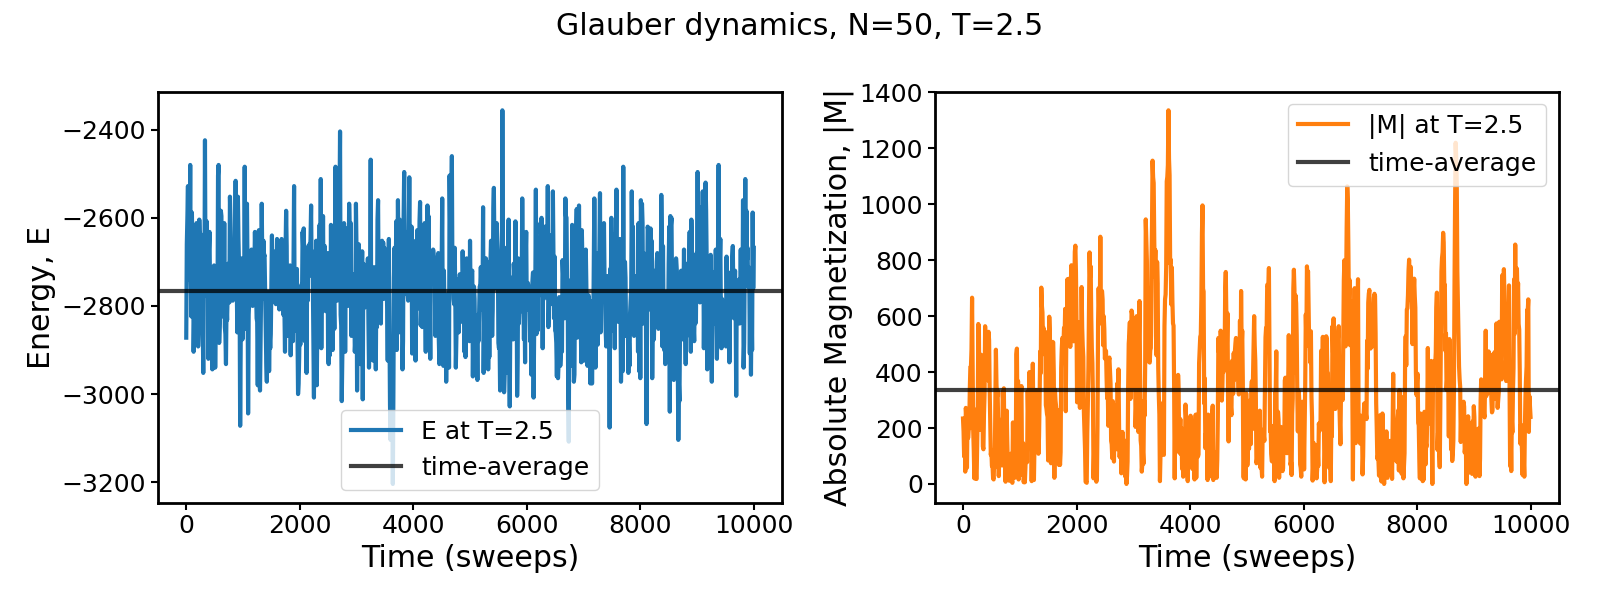 Glauber dynamics, N=50, T=2.5
Energy, E
−2400
−2600
−2800
−3000
−3200
E at T=2.5
time-average
0 2000 4000 6000 8000 10000
Time (sweeps)
Absolute Magnetization, |M|
1400
1200
1000
800
600
400
200
0
|M| at T=2.5
time-average
0 2000 4000 6000 8000 10000
Time (sweeps)